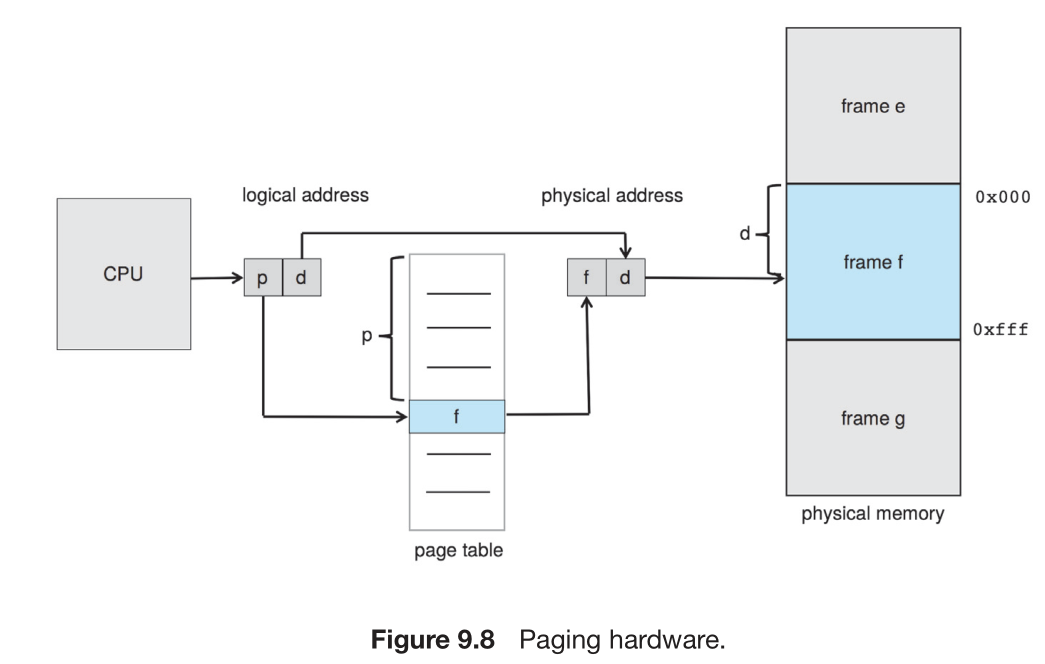 frame e
logical address
physical address
0x000
d
CPU
p d
f d
frame f
p
0xfff
f
frame g
physical memory
page table
Figure 9.8 Paging hardware.